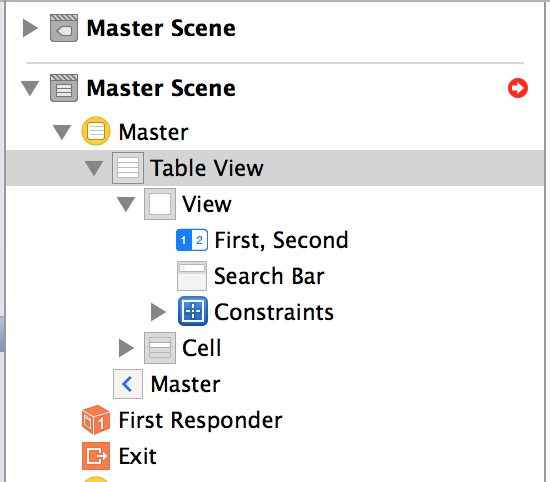 Master Scene
Master Scene
Master
Table View
View
1 2 First, Second
Search Bar
Constraints
Cell
Master
1 First Responder
Exit